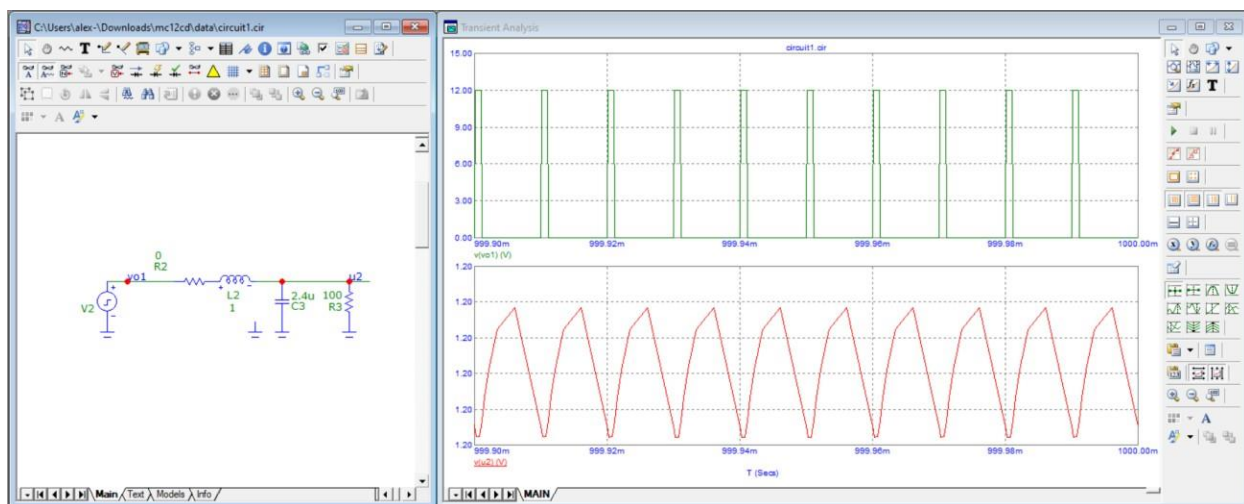 C:\Users\alex-\Downloads\mc12cd\data\circuit1.cir
T
A
0
vo1
R2
u2
V2
L2
1
2.4u
C3
100
R3
Main Text Models Info
Transient Analysis
circuit1.cir
15.00
12.00
9.00
6.00
3.00
0.00
999.90m 999.92m 999.94m 999.96m 999.98m 1000.00m
v(vo1) (V)
1.20
1.20
1.20
1.20
1.20
1.20
999.90m 999.92m 999.94m 999.96m 999.98m 1000.00m
v(u2) (V)
T (Secs)
MAIN
T
A